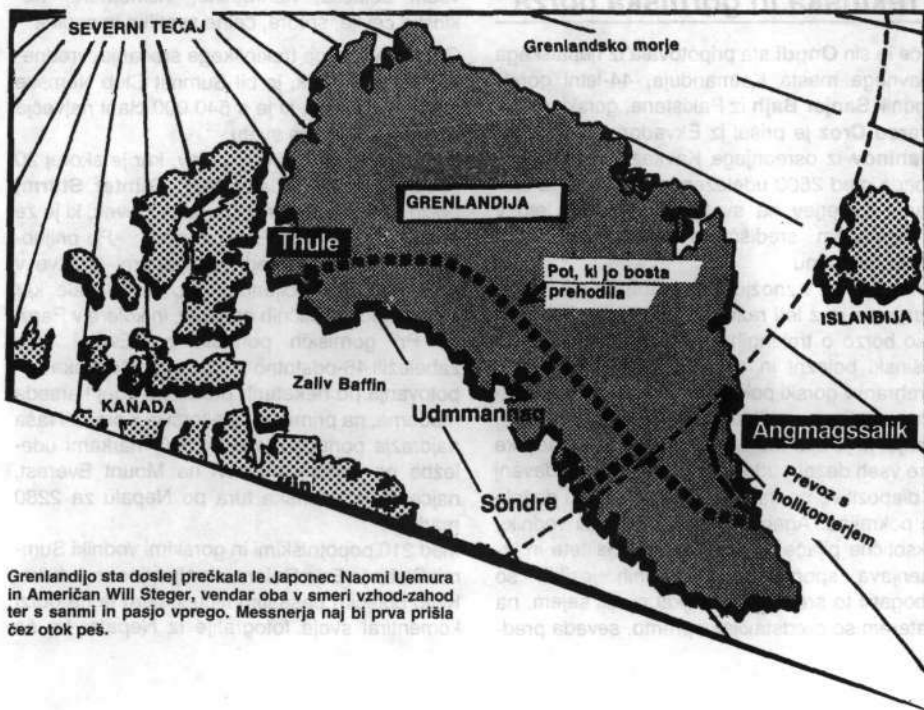 SEVERNI TEČAJ
Grenlandsko morje
GRENLANDIJA
Thule
Pot, ki jo bosta
prehodila
ISLANDIJA
Zaliv Baffin
KANADA
Udmmannaq
Angmagssalik
Söndre
Prevoz s
helikopterjem
Grenlandijo sta doslej prečkala le Japonec Naomi Uemura
in Američan Will Steger, vendar oba v smeri vzhod-zahod
ter s sanmi in pasjo vprego. Messnerja naj bi prva prišla
čez otok peš.